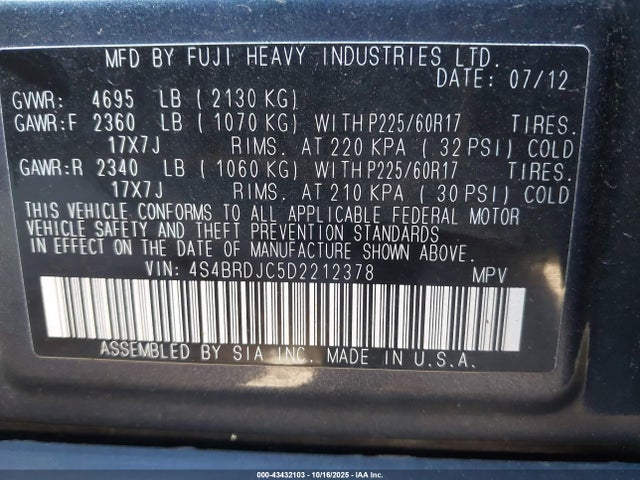 MFD BY FUJI HEAVY INDUSTRIES LTD.
DATE: 07/12
GVWR: 4695 LB ( 2130 KG)
GAWR:F 2360 LB ( 1070 KG) WITH P225/60R17 TIRES.
17X7J RIMS. AT 220 KPA ( 32 PSI) COLD
GAWR:R 2340 LB ( 1060 KG) WITH P225/60R17 TIRES.
17X7J RIMS. AT 210 KPA ( 30 PSI) COLD
THIS VEHICLE CONFORMS TO ALL APPLICABLE FEDERAL MOTOR
VEHICLE SAFETY AND THEFT PREVENTION STANDARDS
IN EFFECT ON THE DATE OF MANUFACTURE SHOWN ABOVE.
VIN: 4S4BRDJC5D2212378 MPV
ASSEMBLED BY SIA INC. MADE IN U.S.A.
000-43432103 - 10/16/2025 - IAA Inc.